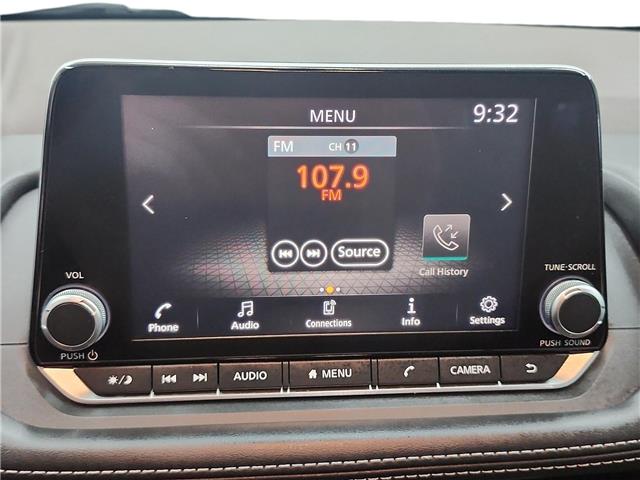 MENU 9:32
FM CH 11
107.9
FM
Source
Call History
Phone Audio Connections Info Settings
VOL
PUSH
TUNE·SCROLL
PUSH SOUND
AUDIO MENU CAMERA